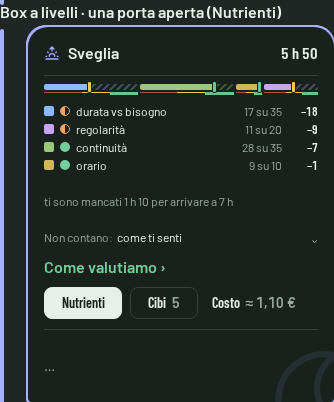 Box a livelli · una porta aperta (Nutrienti)
Sveglia 5 h 50
durata vs bisogno 17 su 35 −18
regolarità 11 su 20 −9
continuità 28 su 35 −7
orario 9 su 10 −1
ti sono mancati 1 h 10 per arrivare a 7 h
Non contano: come ti senti
Come valutiamo ›
Nutrienti Cibi 5 Costo ≈ 1,10 €
...